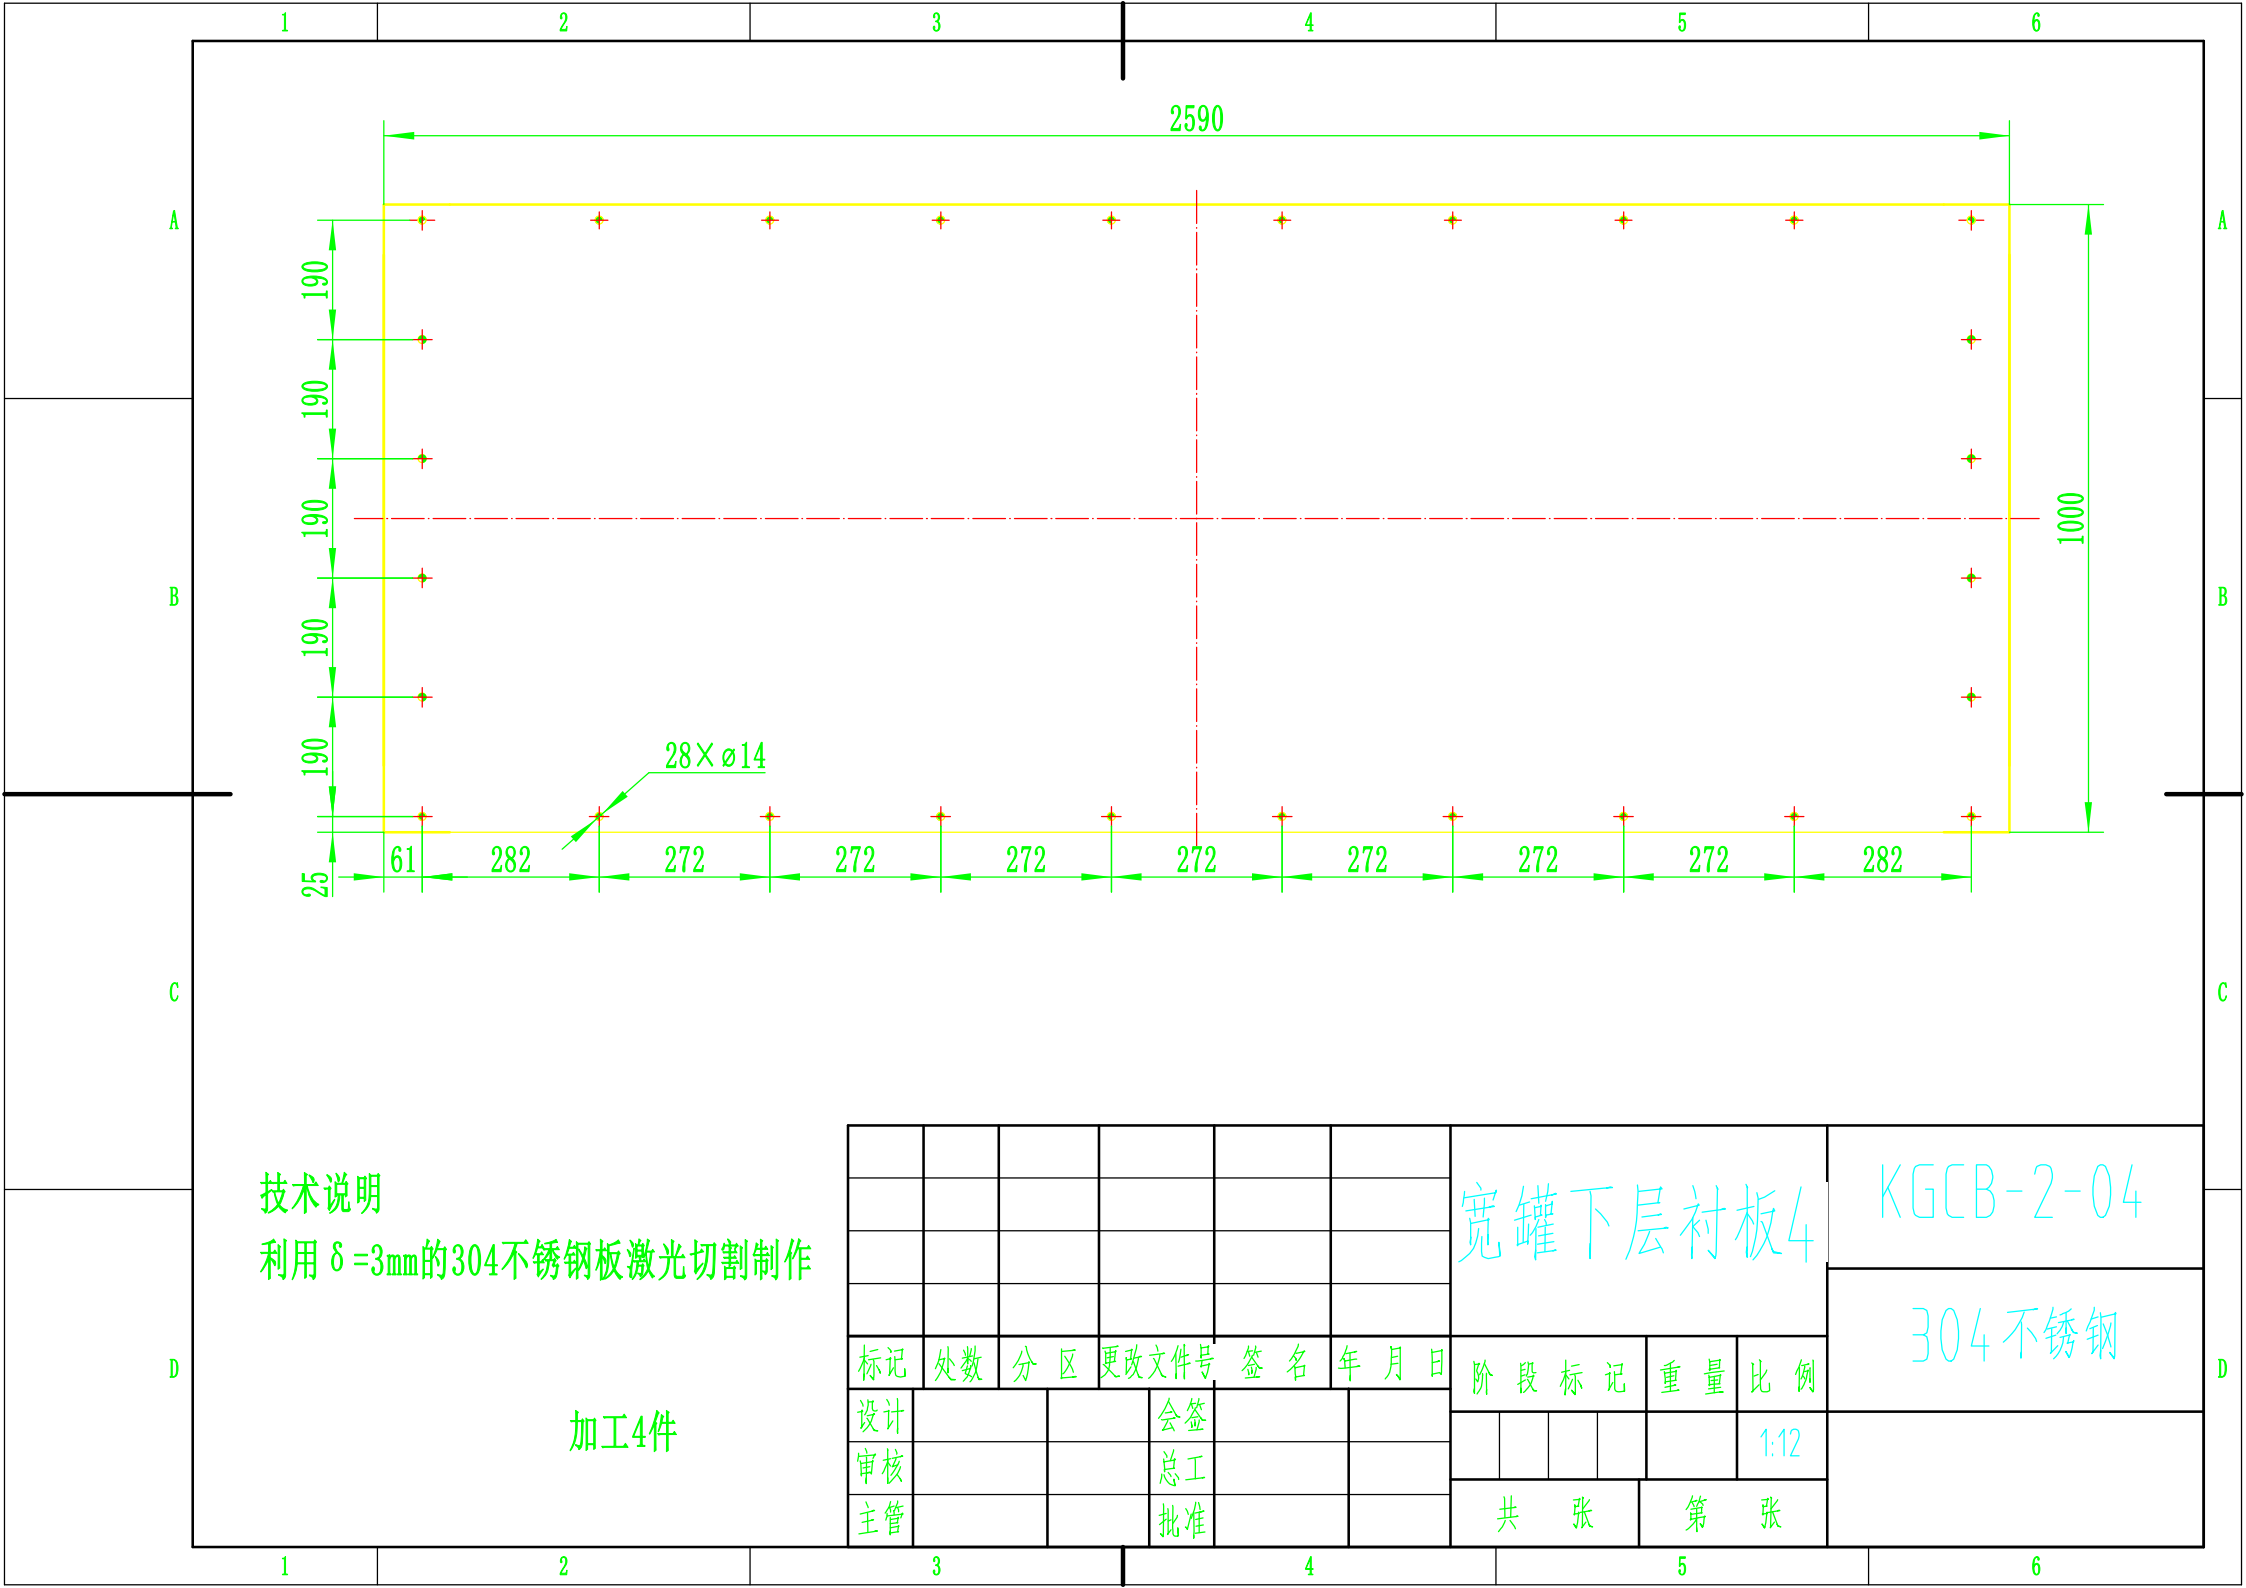 1 2 3 4 5 6
2590
A A
190
190
190
1000
B B
190
190
28×ø14
61 282 272 272 272 272 272 272 272 282
25
C C
技术说明
利用δ=3mm的304不锈钢板激光切割制作
加工4件
宽罐下层衬板4
KGCB-2-04
304不锈钢
标记 处数 分区 更改文件号 签名 年月日
阶段标记 重量 比例
设计 会签
1:12
审核 总工
主管 批准
共 张 第 张
D D
1 2 3 4 5 6